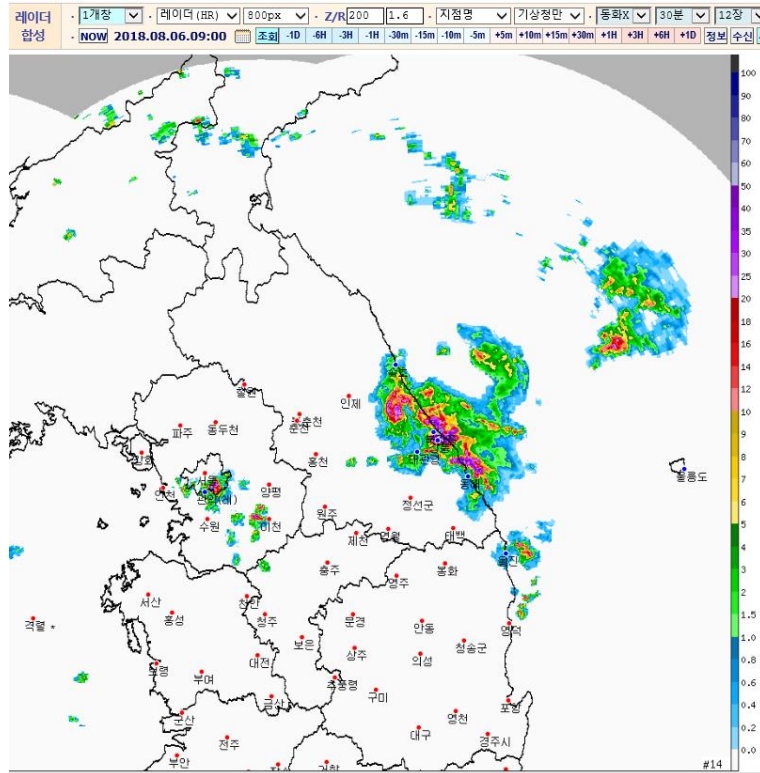 레이더 · 1개창 · 레이더(HR) 800px · Z/R 200 1.6 · 지점명 기상청만 · 동화X 30분 12장
합성 · NOW 2018.08.06.09:00 조회 -1D -6H -3H -1H -30m -15m -10m -5m +5m +10m +15m +30m +1H +3H +6H +1D 정보 수신
100
90
80
70
60
50
40
35
30
25
20
18
16
14
12
10
9
8
7
6
5
4
3
2
1.5
1.0
0.8
0.6
0.4
0.2
0.0
철원
인제
파주 동두천
춘천
강화
홍천
대관령
서울
인천
양평
울릉도
정선군
수원
이천
원주
제천 영월 태백
울진
충주
봉화
영주
서산
천안
홍성
청주
문경
안동
영덕
격렬
보은
청송군
대전
상주
의성
보령
추풍령
부여
구미
금산
포항
영천
군산
전주
대구
경주시
부안
거창
#14